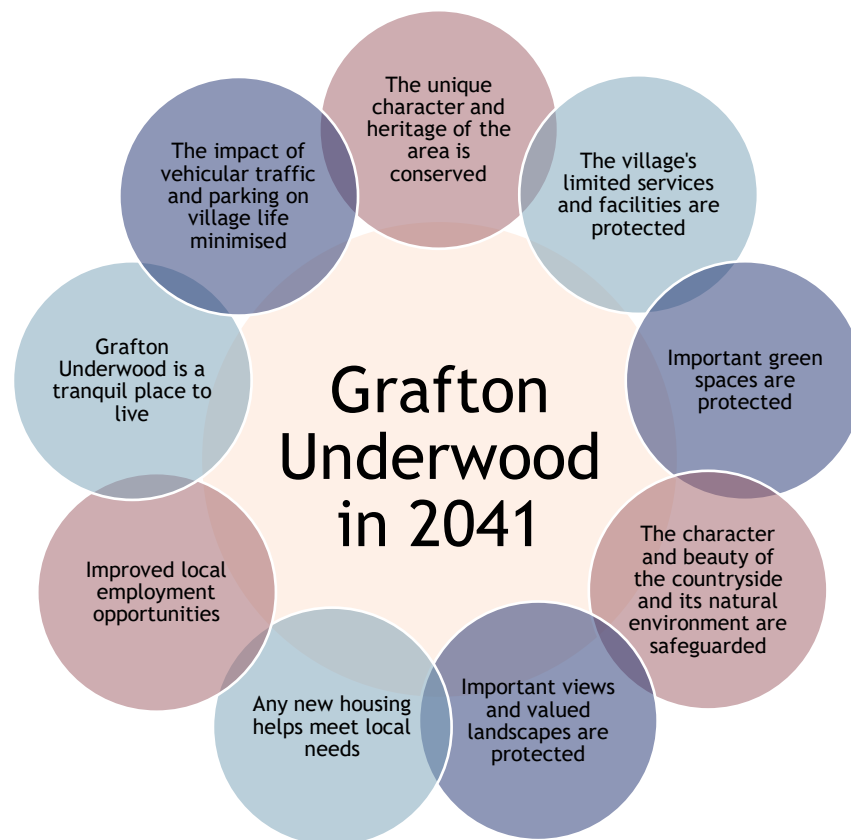 The unique
character and
heritage of the
area is
conserved
The village's
limited services
and facilities are
protected
Important green
spaces are
protected
The character
and beauty of
the countryside
and its natural
environment are
safeguarded
Important views
and valued
landscapes are
protected
Any new housing
helps meet local
needs
Improved local
employment
opportunities
Grafton
Underwood is a
tranquil place to
live
The impact of
vehicular traffic
and parking on
village life
minimised
Grafton
Underwood
in 2041